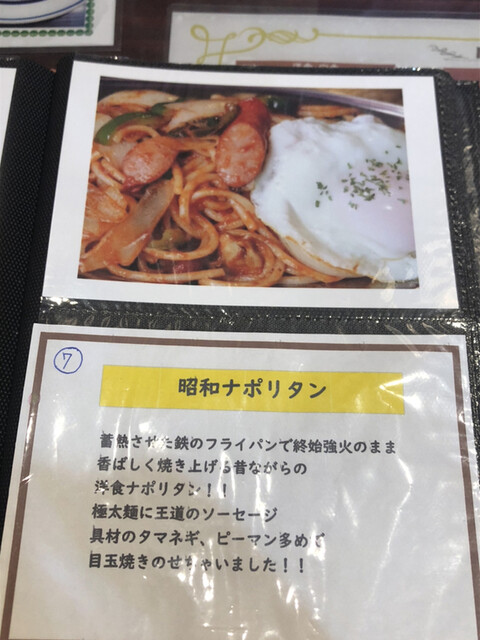 7
昭和ナポリタン
蓄熱させた鉄のフライパンで終始強火のまま
香ばしく焼き上げる昔ながらの
洋食ナポリタン！！
極太麺に王道のソーセージ
具材のタマネギ、ピーマン多めで
目玉焼きのせちゃいました！！